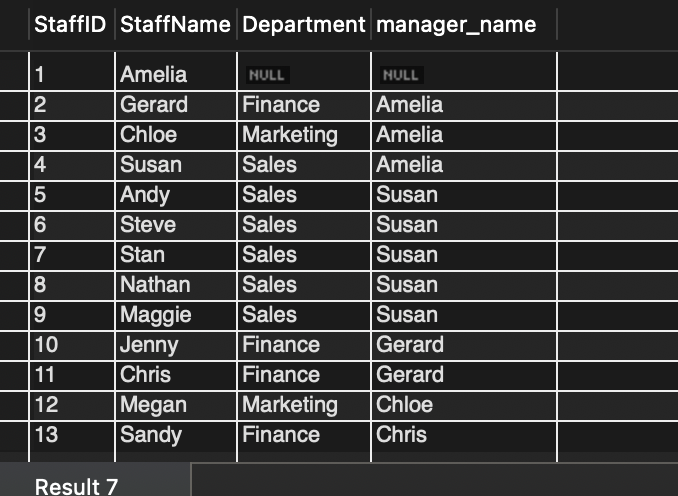 StaffID StaffName Department manager_name
1 Amelia NULL NULL
2 Gerard Finance Amelia
3 Chloe Marketing Amelia
4 Susan Sales Amelia
5 Andy Sales Susan
6 Steve Sales Susan
7 Stan Sales Susan
8 Nathan Sales Susan
9 Maggie Sales Susan
10 Jenny Finance Gerard
11 Chris Finance Gerard
12 Megan Marketing Chloe
13 Sandy Finance Chris
Result 7